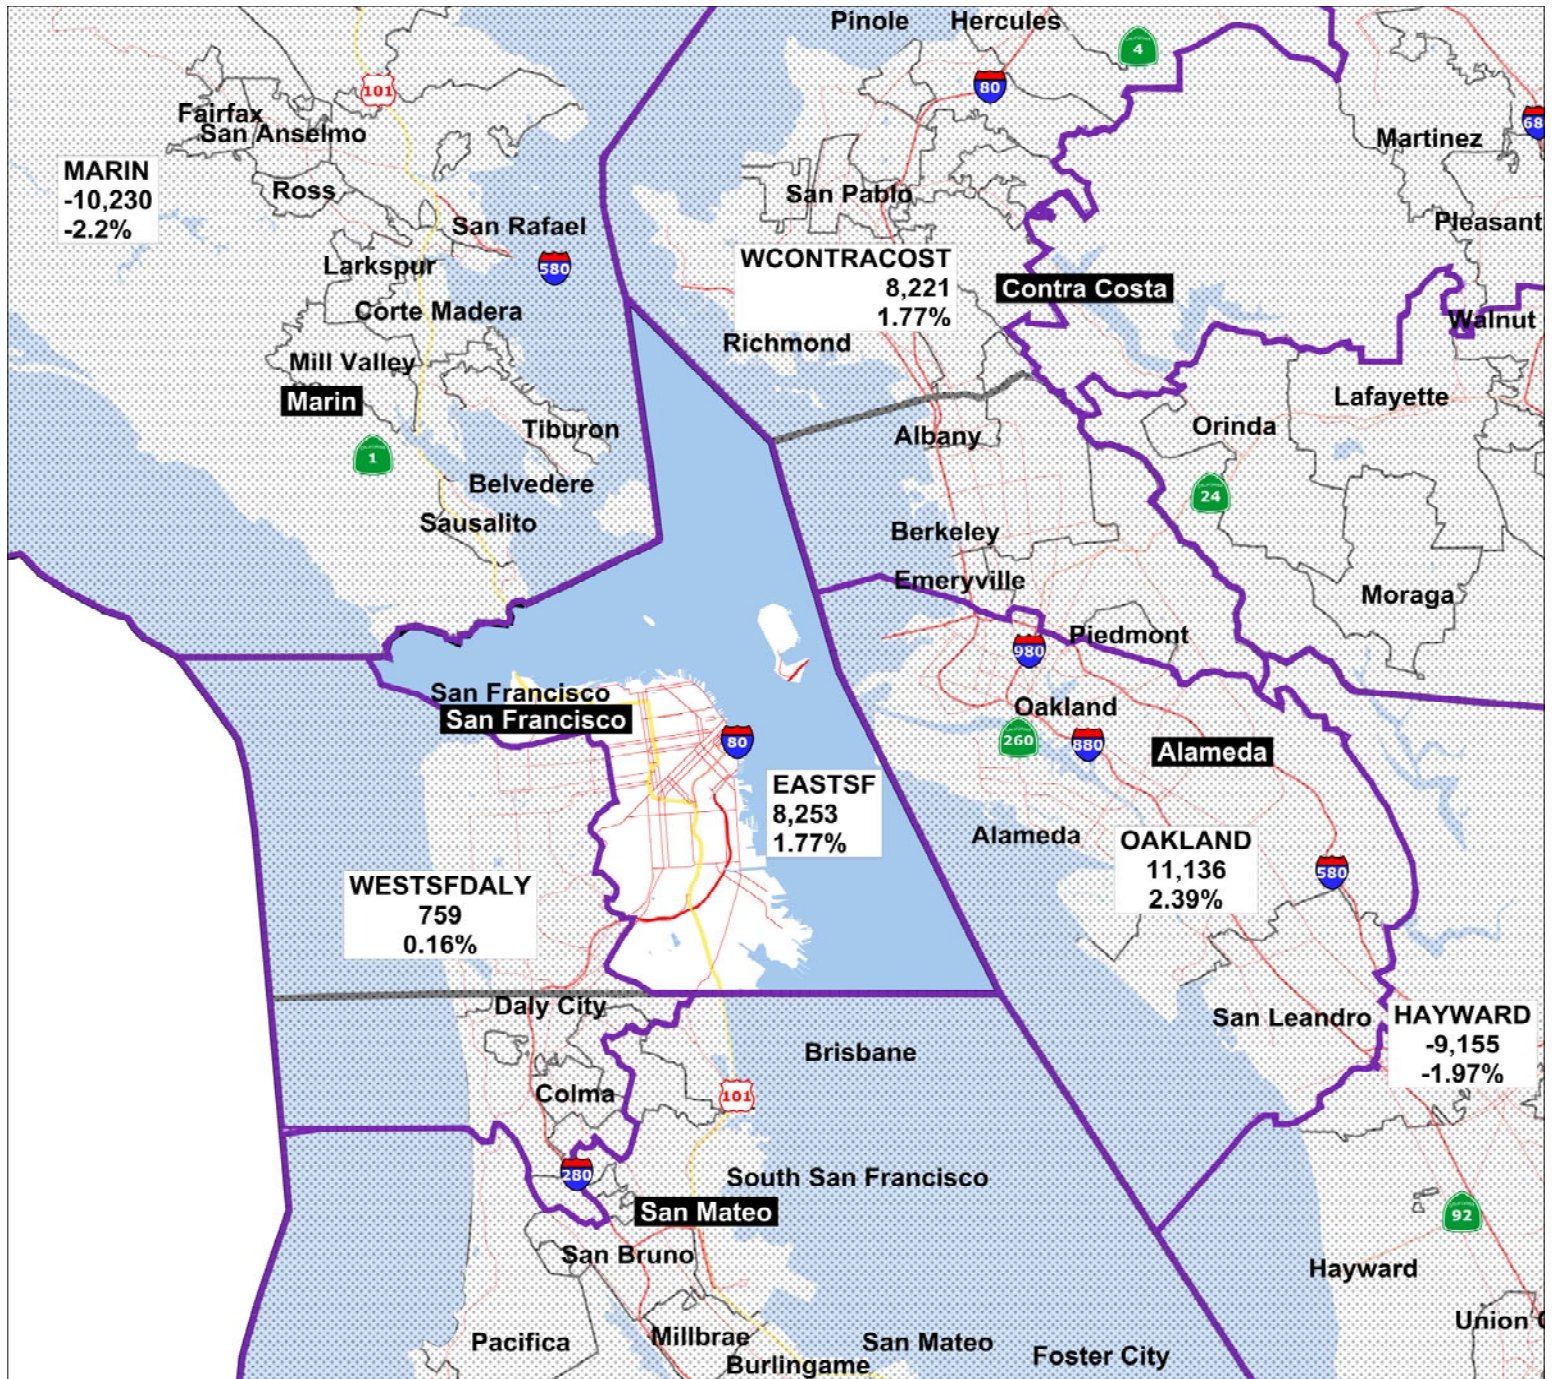 Pinole
Hercules
4
80
101
Fairfax
San Anselmo
68
Martinez
MARIN
-10,230
-2.2%
Ross
San Pablo
San Rafael
Pleasant
WCONTRACOST
8,221
1.77%
580
Larkspur
Contra Costa
Corte Madera
Walnut
Richmond
Mill Valley
Marin
Lafayette
Tiburon
Orinda
Albany
1
Belvedere
24
Sausalito
Berkeley
Emeryville
Moraga
Piedmont
980
San Francisco
San Francisco
Oakland
80
260
880
Alameda
EASTSF
8,253
1.77%
Alameda
OAKLAND
11,136
2.39%
580
WESTSFDALY
759
0.16%
Daly City
San Leandro
HAYWARD
-9,155
-1.97%
Brisbane
Colma
101
280
South San Francisco
San Mateo
92
San Bruno
Hayward
Union
Pacifica
Millbrae
San Mateo
Foster City
Burlingame